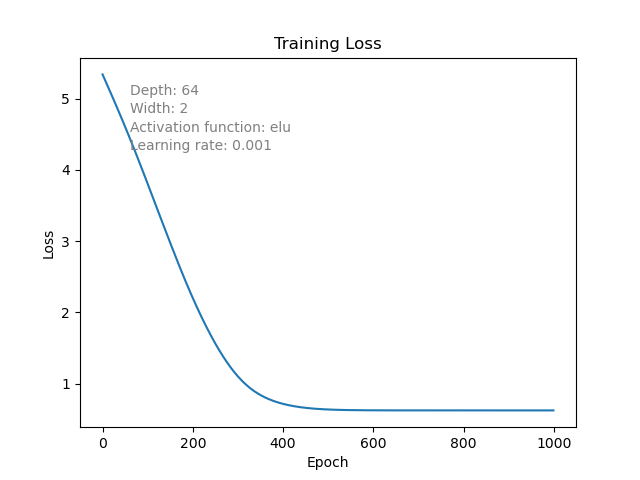 Training Loss
Depth: 64
Width: 2
Activation function: elu
Learning rate: 0.001
5
4
3
2
1
Loss
0
200
400
600
800
1000
Epoch